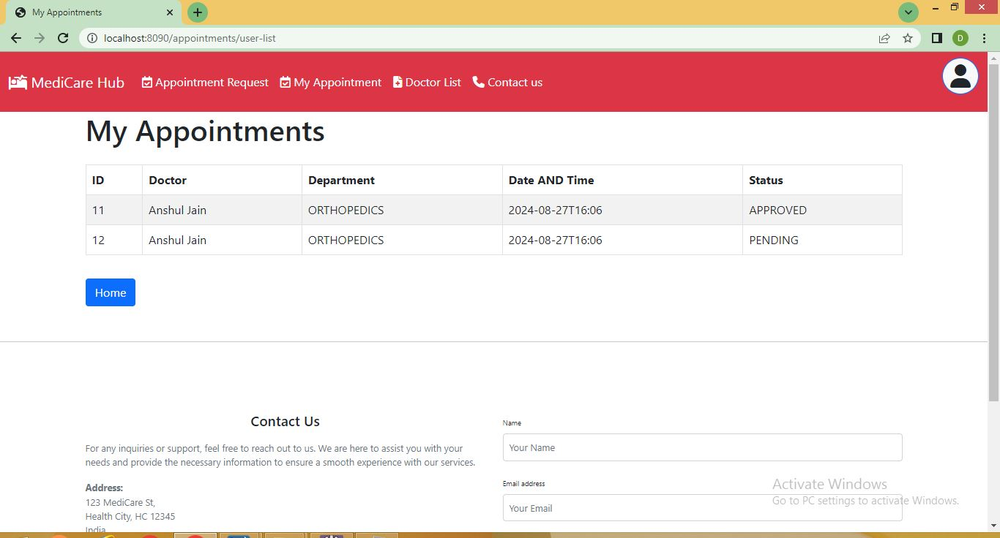 My Appointments
localhost:8090/appointments/user-list
D
MediCare Hub Appointment Request My Appointment Doctor List Contact us
My Appointments
ID Doctor Department Date AND Time Status
11 Anshul Jain ORTHOPEDICS 2024-08-27T16:06 APPROVED
12 Anshul Jain ORTHOPEDICS 2024-08-27T16:06 PENDING
Home
Contact Us
For any inquiries or support, feel free to reach out to us. We are here to assist you with your
needs and provide the necessary information to ensure a smooth experience with our services.
Address:
123 MediCare St,
Health City, HC 12345
India
Name
Your Name
Email address
Your Email
Activate Windows
Go to PC settings to activate Windows.